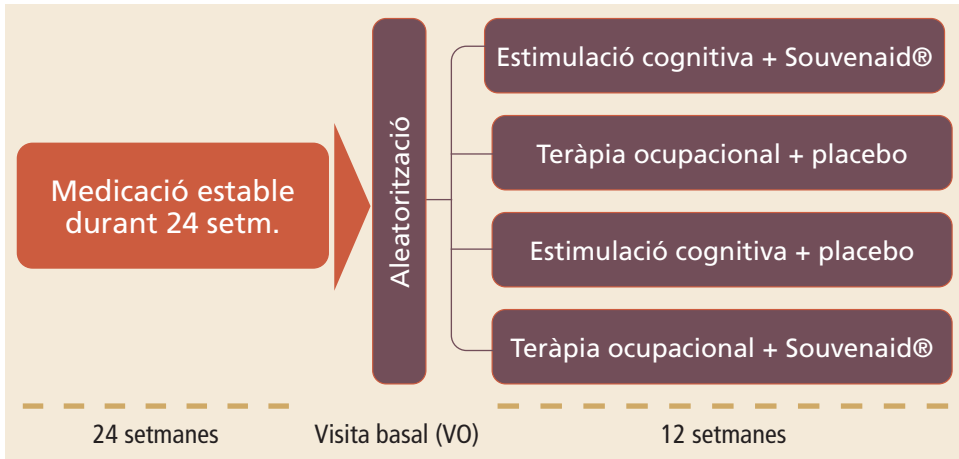 Medicació estable
durant 24 setm.
Aleatorització
Estimulació cognitiva + Souvenaid®
Teràpia ocupacional + placebo
Estimulació cognitiva + placebo
Teràpia ocupacional + Souvenaid®
24 setmanes
Visita basal (VO)
12 setmanes